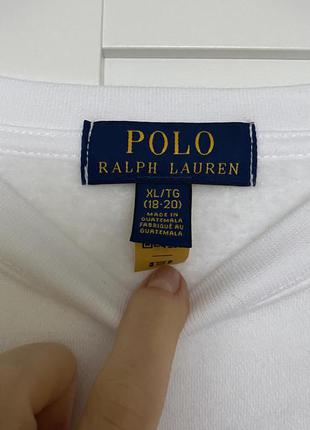 POLO
RALPH LAUREN
XL/TG
(18-20)
MADE IN
GUATEMALA
FABRIQUÉ AU
GUATEMALA